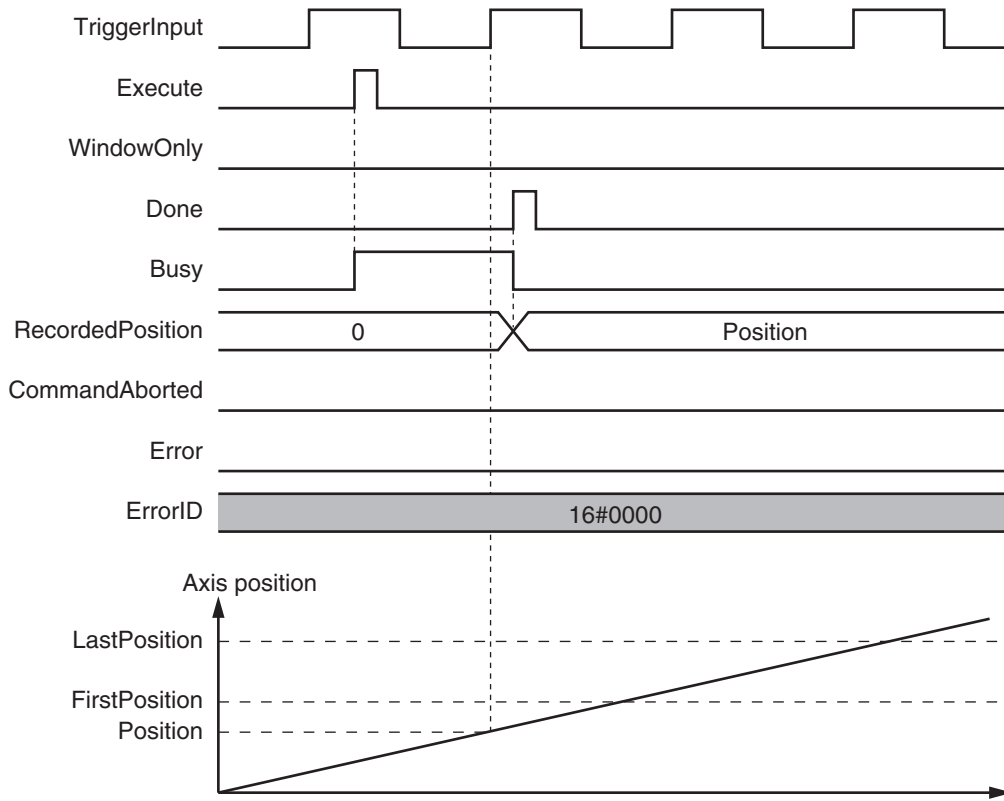 TriggerInput
Execute
WindowOnly
Done
Busy
RecordedPosition
0
Position
CommandAborted
Error
ErrorID
16#0000
Axis position
LastPosition
FirstPosition
Position